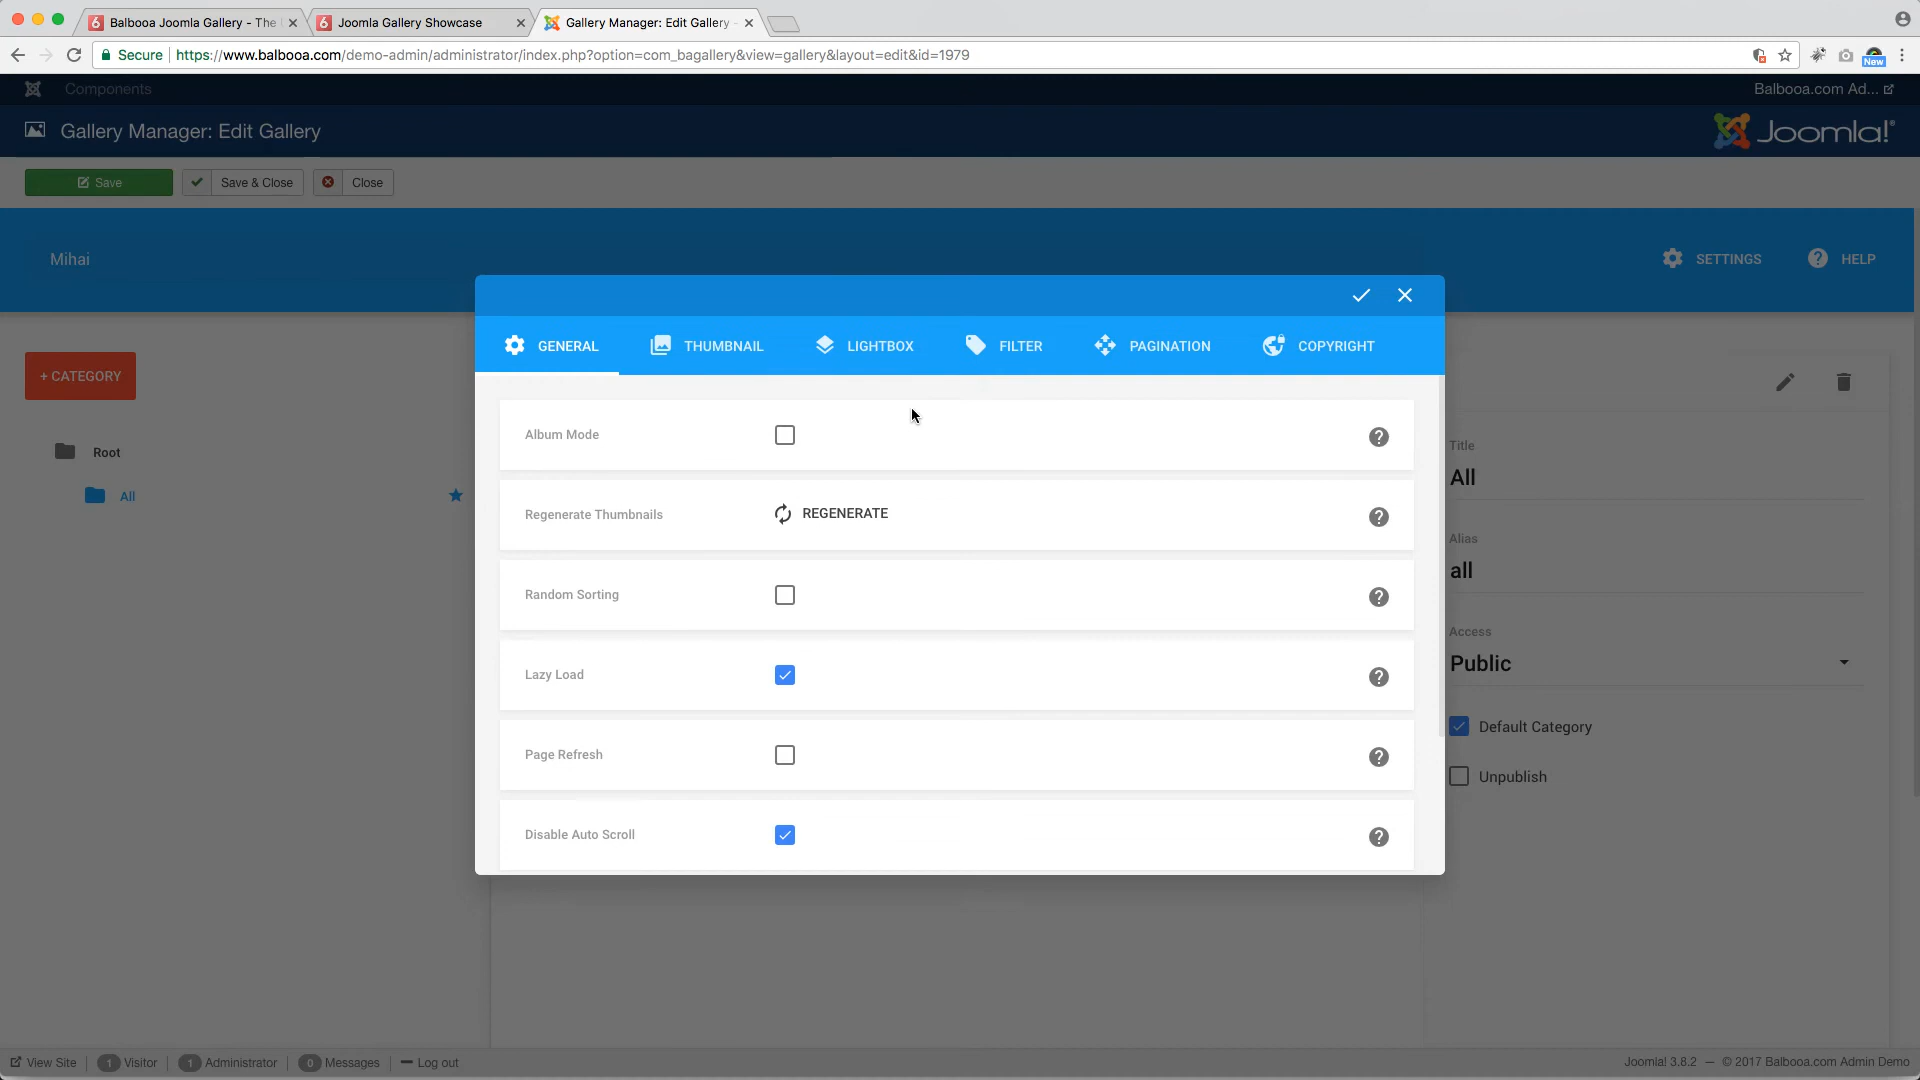 Balbooa Joomla Gallery - The
Joomla Gallery Showcase
Gallery Manager: Edit Gallery -
Secure
https://www.balbooa.com/demo-admin/administrator/index.php?option=com_bagallery&view=gallery&layout=edit&id=1979
New
Components
Balbooa.com Ad...
Gallery Manager: Edit Gallery
Joomla!®
Save
Save & Close
Close
Mihai
SETTINGS
HELP
GENERAL
THUMBNAIL
LIGHTBOX
FILTER
PAGINATION
COPYRIGHT
+ CATEGORY
Root
All
Album Mode
Regenerate Thumbnails
REGENERATE
Random Sorting
Lazy Load
Page Refresh
Disable Auto Scroll
Title
All
Alias
all
Access
Public
Default Category
Unpublish
View Site
1 Visitor
1 Administrator
0 Messages
Log out
Joomla! 3.8.2 — © 2017 Balbooa.com Admin Demo